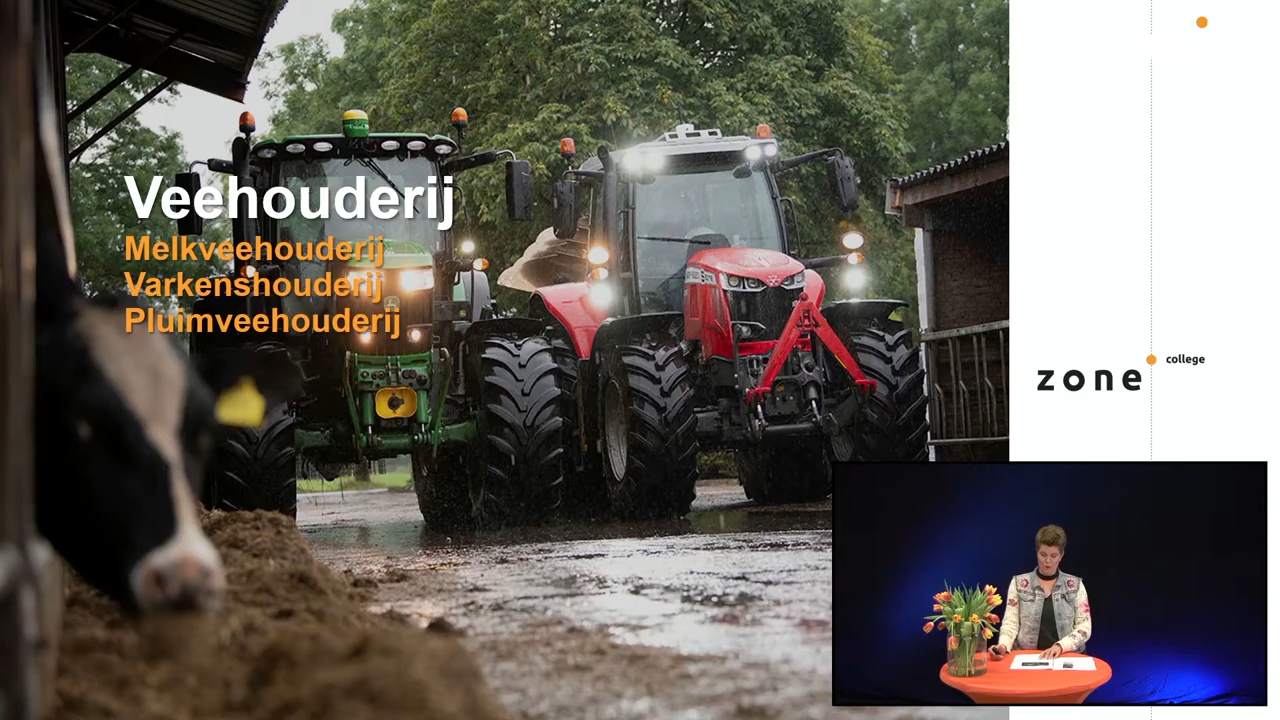 Veehouderij
Melkveehouderij
Varkenshouderij
Pluimveehouderij
college
zone